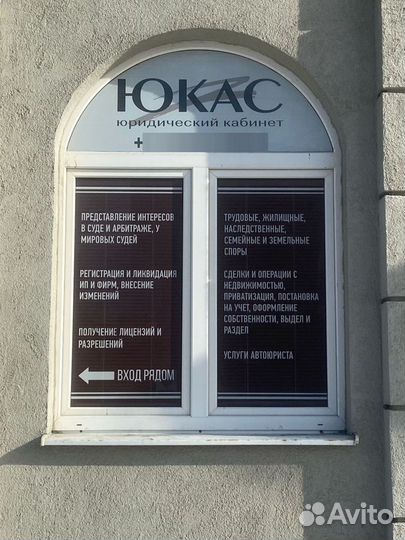 ЮКАС
юридический кабинет
+
ПРЕДСТАВЛЕНИЕ ИНТЕРЕСОВ
В СУДЕ И АРБИТРАЖЕ, У
МИРОВЫХ СУДЕЙ
РЕГИСТРАЦИЯ И ЛИКВИДАЦИЯ
ИП И ФИРМ, ВНЕСЕНИЕ
ИЗМЕНЕНИЙ
ПОЛУЧЕНИЕ ЛИЦЕНЗИЙ И
РАЗРЕШЕНИЙ
ВХОД РЯДОМ
ТРУДОВЫЕ, ЖИЛИЩНЫЕ,
НАСЛЕДСТВЕННЫЕ,
СЕМЕЙНЫЕ И ЗЕМЕЛЬНЫЕ
СПОРЫ
СДЕЛКИ И ОПЕРАЦИИ С
НЕДВИЖИМОСТЬЮ,
ПРИВАТИЗАЦИЯ, ПОСТАНОВКА
НА УЧЕТ, ОФОРМЛЕНИЕ
СОБСТВЕННОСТИ, ВЫДЕЛ И
РАЗДЕЛ
УСЛУГИ АВТОЮРИСТА
Avito